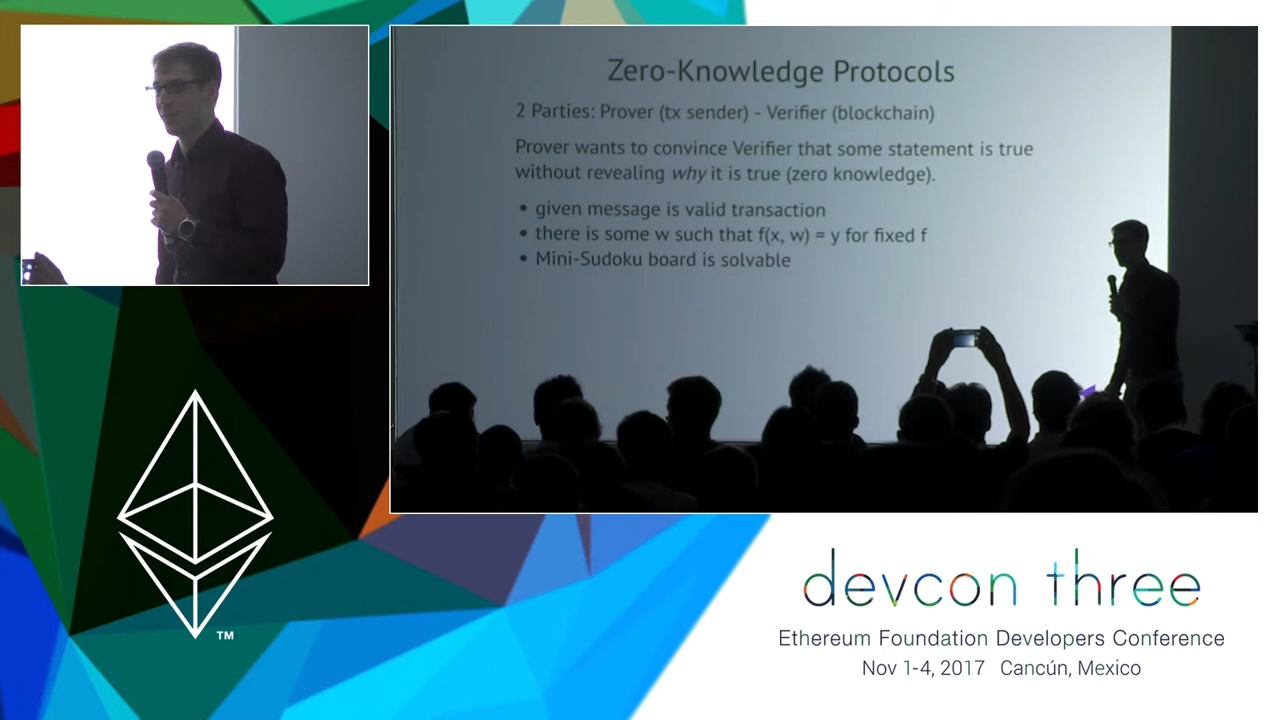 Zero-Knowledge Protocols
2 Parties: Prover (tx sender) - Verifier (blockchain)
Prover wants to convince Verifier that some statement is true
without revealing why it is true (zero knowledge).
• given message is valid transaction
• there is some w such that f(x, w) = y for fixed f
• Mini-Sudoku board is solvable
TM
devcon three
Ethereum Foundation Developers Conference
Nov 1-4, 2017 Cancún, Mexico